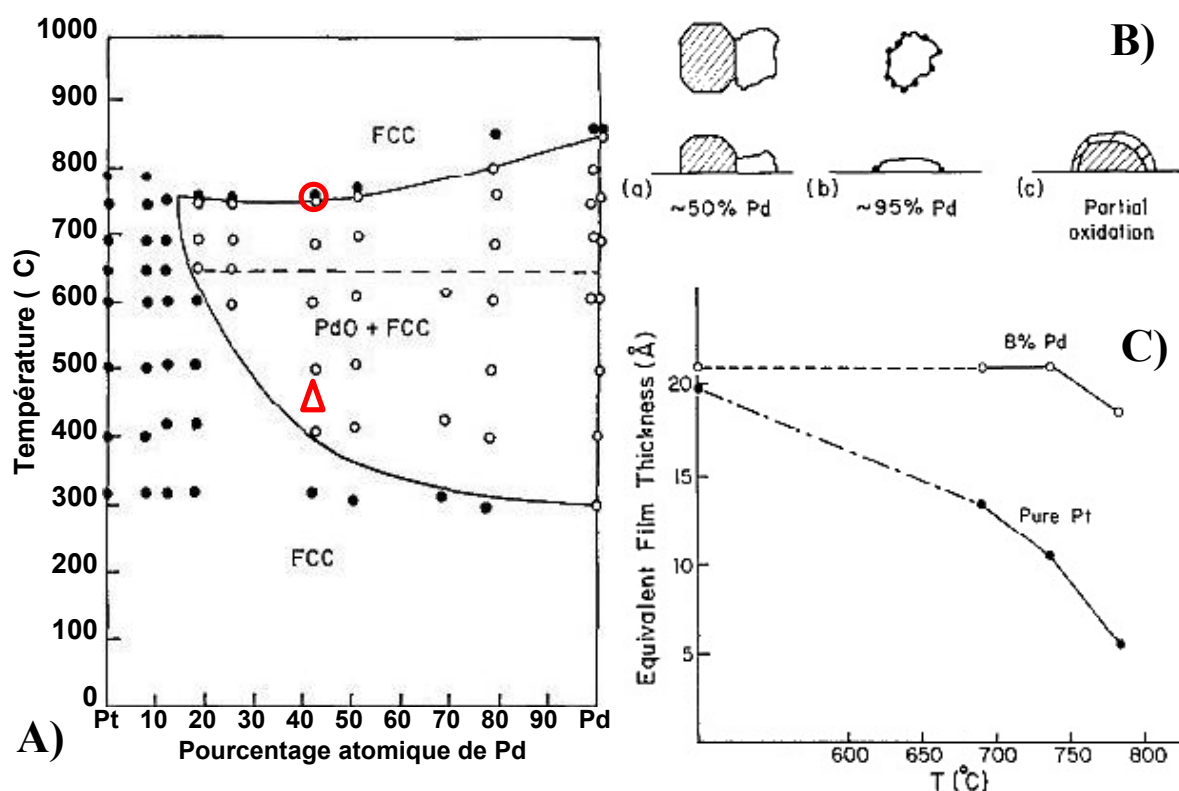 1000
900
800
700
600
500
400
300
200
100
0
Température ( C)
FCC
PdO + FCC
FCC
Pt 10 20 30 40 50 60 70 80 90 Pd
Pourcentage atomique de Pd
A)
B)
(a) (b) (c)
~50% Pd ~95% Pd Partial
oxidation
C)
8% Pd
Pure Pt
20
15
10
5
Equivalent Film Thickness (Å)
600 650 700 750 800
T (°C)